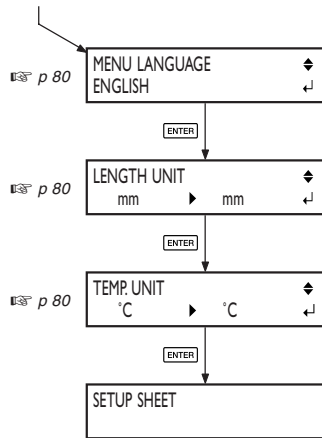 ☞ p 80
MENU LANGUAGE
ENGLISH
ENTER
☞ p 80
LENGTH UNIT
mm mm
ENTER
☞ p 80
TEMP. UNIT
˚C ˚C
ENTER
SETUP SHEET